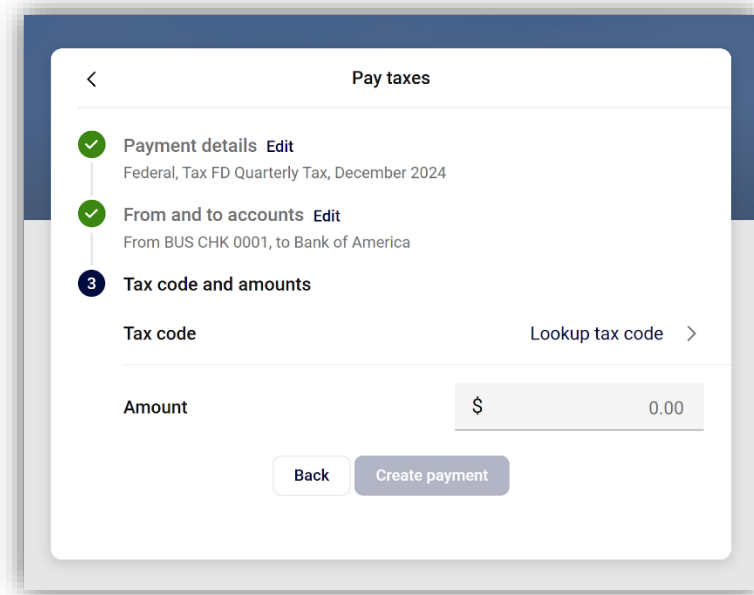 Pay taxes
Payment details Edit
Federal, Tax FD Quarterly Tax, December 2024
From and to accounts Edit
From BUS CHK 0001, to Bank of America
3 Tax code and amounts
Tax code Lookup tax code
Amount $ 0.00
Back Create payment